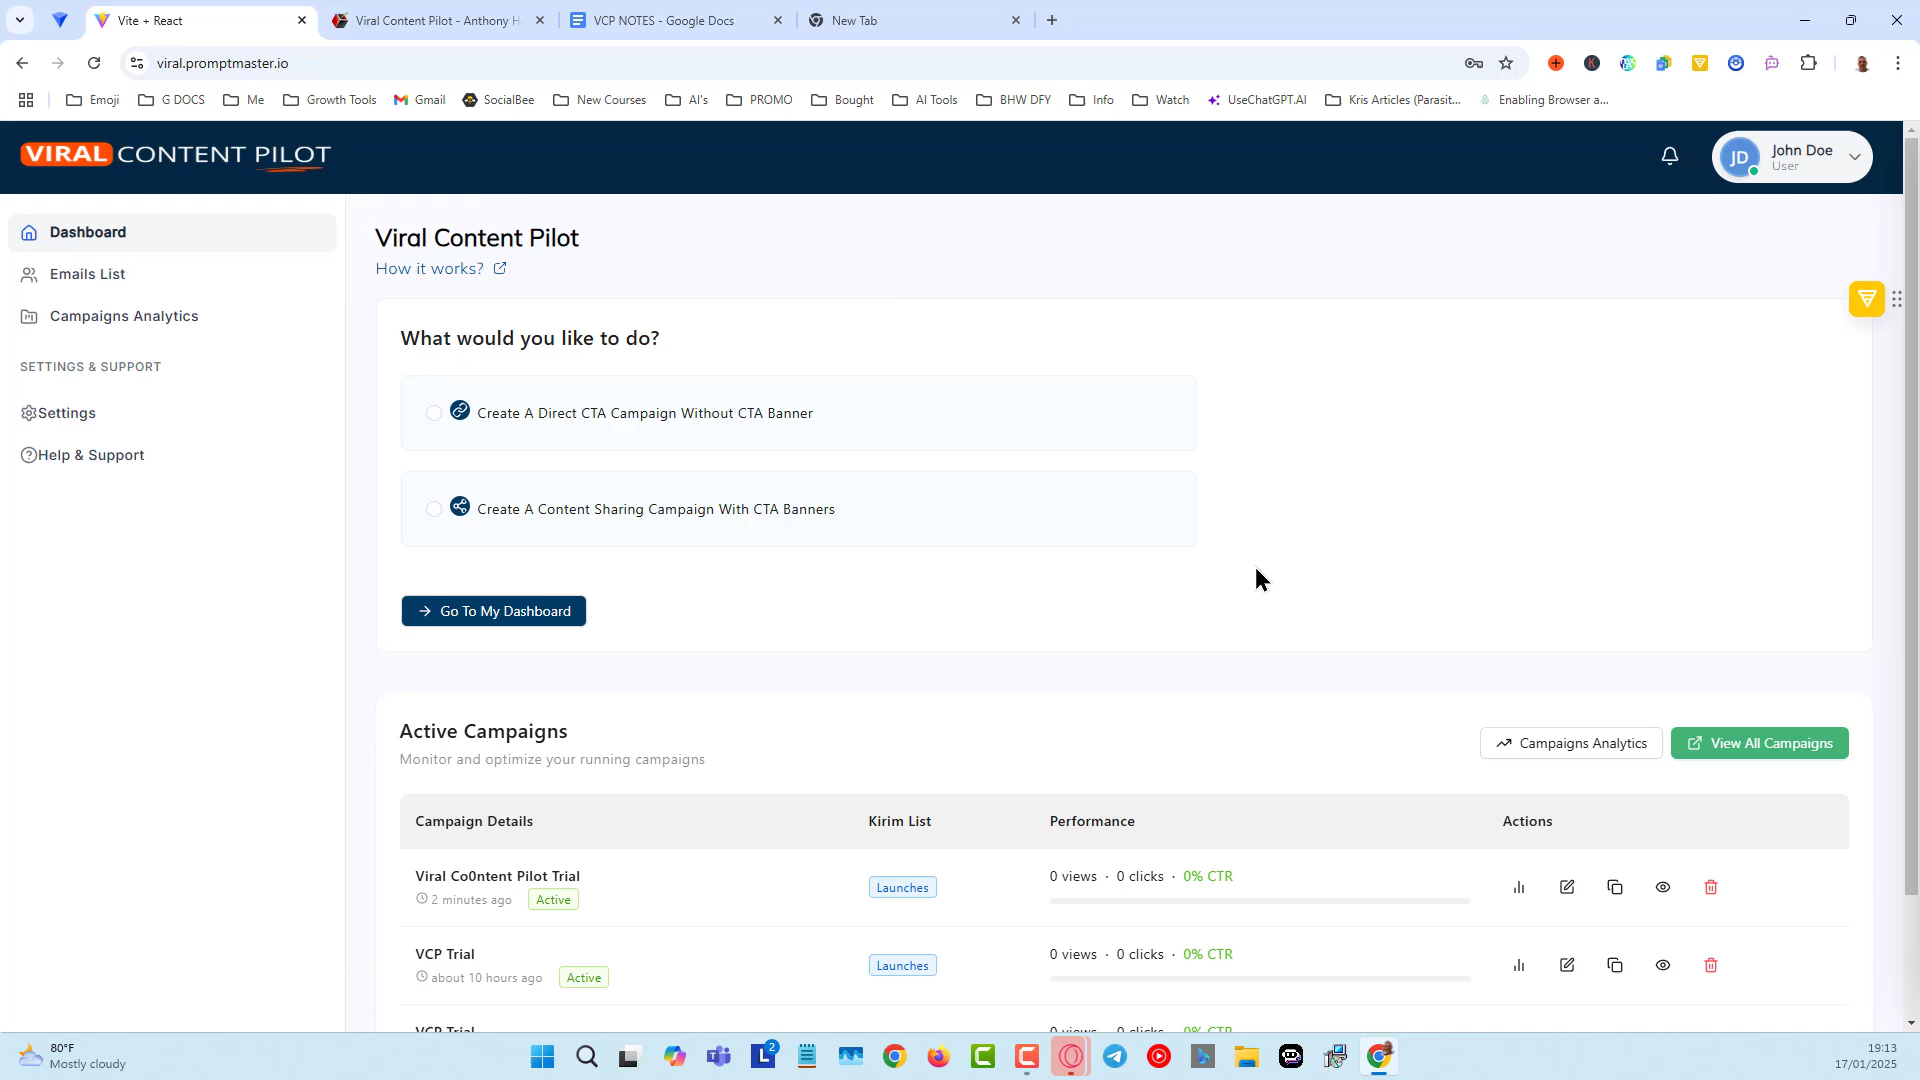 Vite + React
Viral Content Pilot - Anthony H
VCP NOTES - Google Docs
New Tab
viral.promptmaster.io
Emoji
G DOCS
Me
Growth Tools
Gmail
SocialBee
New Courses
AI's
PROMO
Bought
AI Tools
BHW DFY
Info
Watch
UseChatGPT.AI
Kris Articles (Parasit...
Enabling Browser a...
VIRAL CONTENT PILOT
JD
John Doe
User
Dashboard
Emails List
Campaigns Analytics
SETTINGS & SUPPORT
Settings
Help & Support
Viral Content Pilot
How it works?
What would you like to do?
Create A Direct CTA Campaign Without CTA Banner
Create A Content Sharing Campaign With CTA Banners
Go To My Dashboard
Active Campaigns
Monitor and optimize your running campaigns
Campaigns Analytics
View All Campaigns
Campaign Details
Kirim List
Performance
Actions
Viral Co0ntent Pilot Trial
2 minutes ago
Active
Launches
0 views · 0 clicks · 0% CTR
VCP Trial
about 10 hours ago
Active
Launches
0 views · 0 clicks · 0% CTR
VCP Trial
0 views · 0 clicks · 0% CTR
80°F
Mostly cloudy
2
19:13
17/01/2025